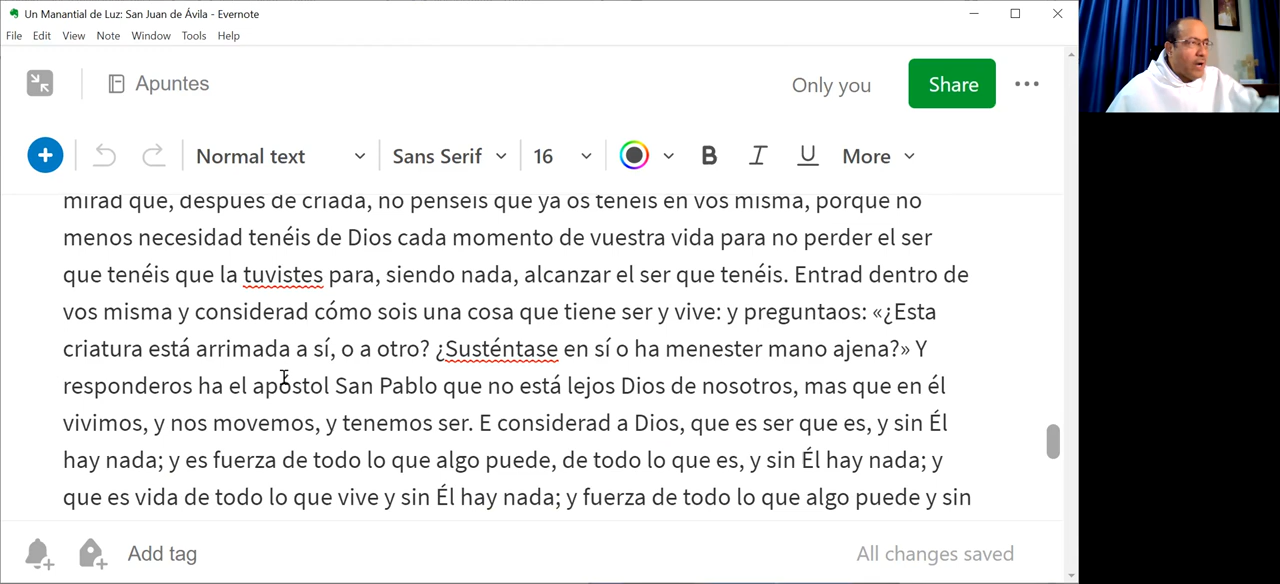 Un Manantial de Luz: San Juan de Ávila - Evernote
File Edit View Note Window Tools Help
Apuntes
Only you
Share
Normal text
Sans Serif
16
B
I
U
More
mirad que, después de criada, no penséis que ya os tenéis en vos misma, porque no
menos necesidad tenéis de Dios cada momento de vuestra vida para no perder el ser
que tenéis que la tuvistes para, siendo nada, alcanzar el ser que tenéis. Entrad dentro de
vos misma y considerad cómo sois una cosa que tiene ser y vive: y preguntaos: «¿Esta
criatura está arrimada a sí, o a otro? ¿Susténtase en sí o ha menester mano ajena?» Y
responderos ha el apóstol San Pablo que no está lejos Dios de nosotros, mas que en él
vivimos, y nos movemos, y tenemos ser. E considerad a Dios, que es ser que es, y sin Él
hay nada; y es fuerza de todo lo que algo puede, de todo lo que es, y sin Él hay nada; y
que es vida de todo lo que vive y sin Él hay nada; y fuerza de todo lo que algo puede y sin
Add tag
All changes saved